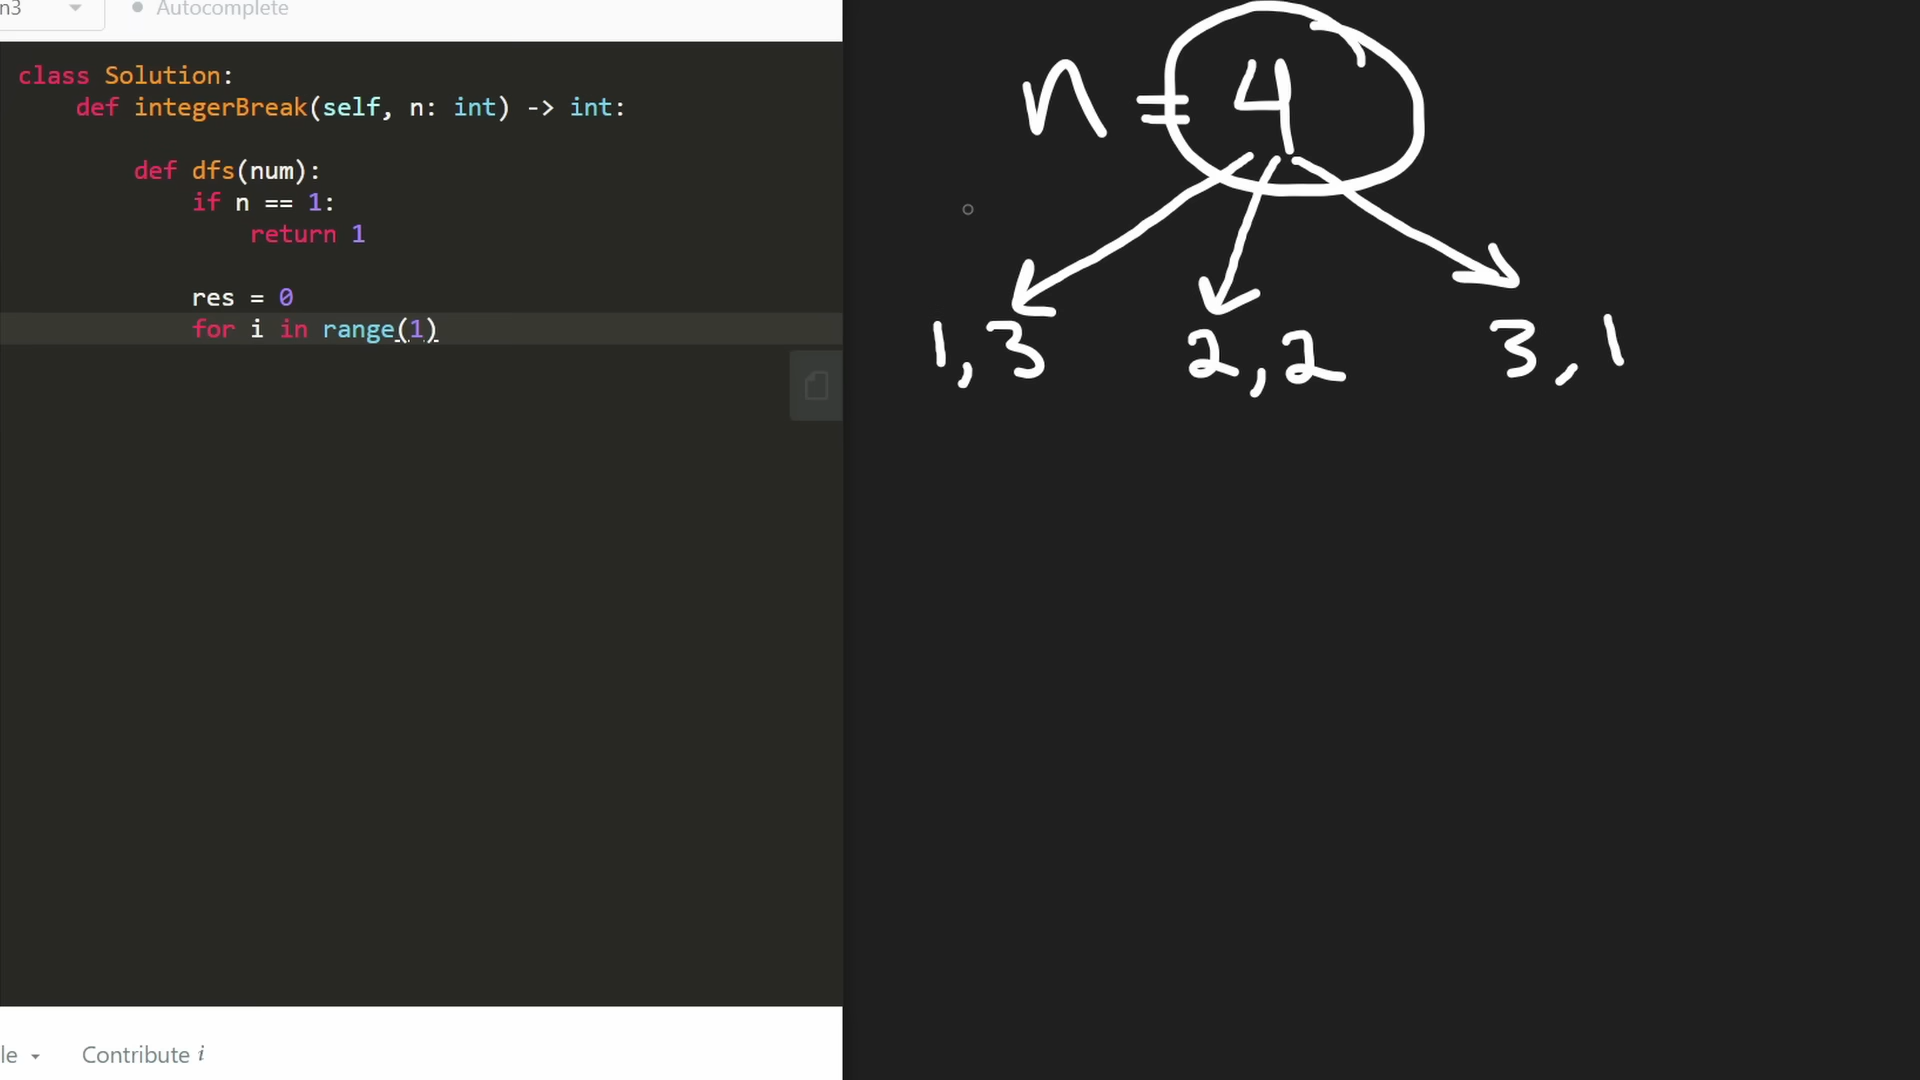 n3 Autocomplete
class Solution:
def integerBreak(self, n: int) -> int:
def dfs(num):
if n == 1:
return 1
res = 0
for i in range(1)
le Contribute i
n = 4
1,3 2,2 3,1